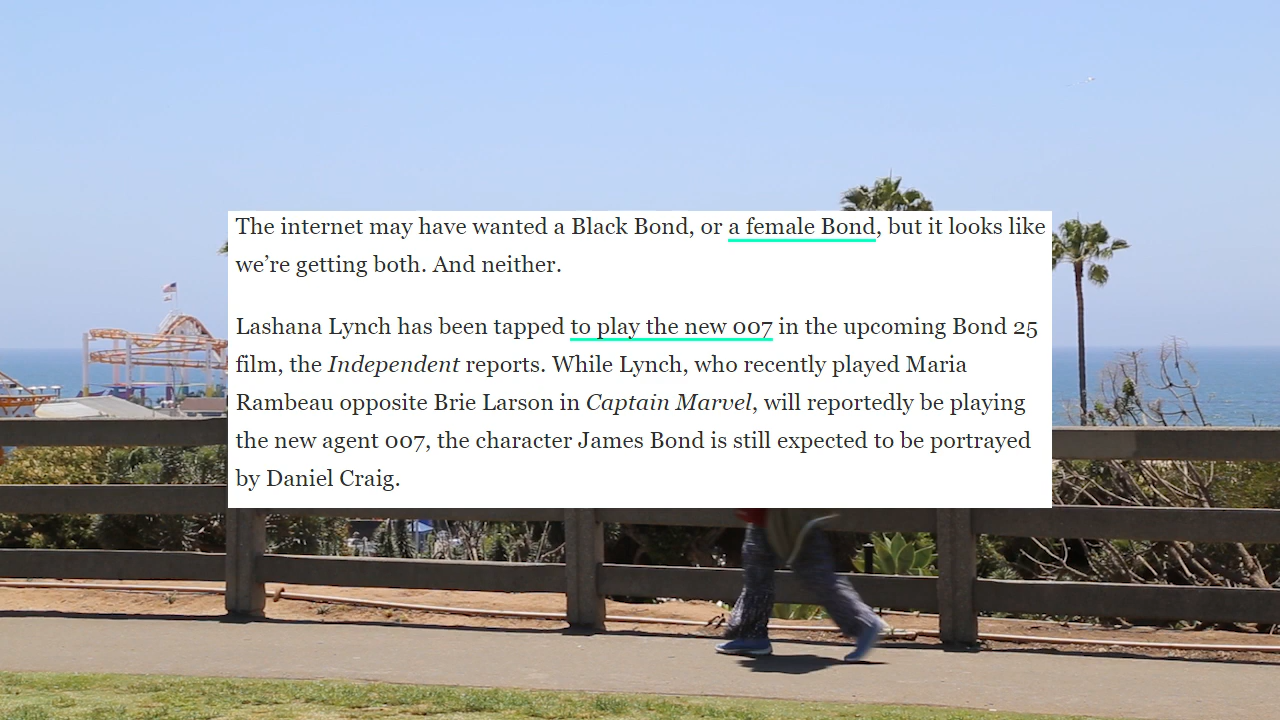 The internet may have wanted a Black Bond, or a female Bond, but it looks like
we’re getting both. And neither.
Lashana Lynch has been tapped to play the new 007 in the upcoming Bond 25
film, the Independent reports. While Lynch, who recently played Maria
Rambeau opposite Brie Larson in Captain Marvel, will reportedly be playing
the new agent 007, the character James Bond is still expected to be portrayed
by Daniel Craig.